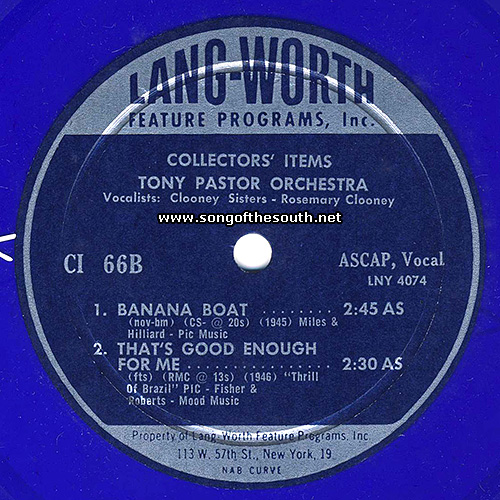 LANG-WORTH
FEATURE PROGRAMS, Inc.
COLLECTORS' ITEMS
TONY PASTOR ORCHESTRA
Vocalists: Clooney Sisters - Rosemary Clooney
www.songofthesouth.net
CI 66B
ASCAP, Vocal
LNY 4074
1. BANANA BOAT ........ 2:45 AS
(nov-bm) (CS- @ 20s) (1945) Miles &
Hilliard - Pic Music
2. THAT'S GOOD ENOUGH
FOR ME ................. 2:30 AS
(fts) (RMC @ 13s) (1946) "Thrill
Of Brazil" PIC - Fisher &
Roberts - Mood Music
Property of Lang-Worth Feature Programs, Inc.
113 W. 57th St., New York, 19
NAB CURVE